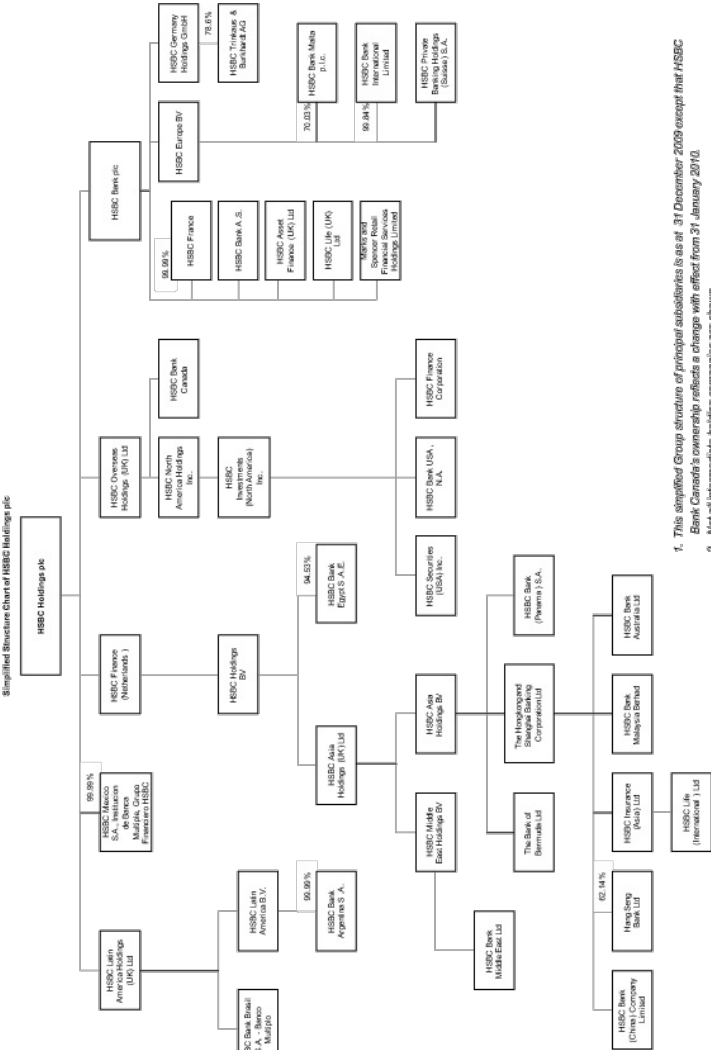 Simplified Structure Chart of HSBC Holdings plc
HSBC Holdings plc
HSBC Latin
America Holdings
(UK) Ltd
99.99%
HSBC Mexico
S.A., Institucion
de Banca
Multiple, Grupo
Financiero HSBC
HSBC Finance
(Netherlands )
HSBC Overseas
Holdings (UK) Ltd
HSBC Bank plc
S.A. - Banco
Multiplo
HSBC Latin
America B.V.
99.99%
HSBC Bank
Argentina S .A.
HSBC Holdings
BV
HSBC Asia
Holdings (UK) Ltd
94.53%
HSBC Bank
Egypt S .A.E.
HSBC Middle
East Holdings BV
HSBC Asia
Holdings BV
HSBC Bank
Middle East Ltd
The Bank of
Bermuda Ltd
The Hongkong and
Shanghai Banking
Corporation Ltd
HSBC Bank
(Panama ) S.A.
HSBC Bank
(China) Company
Limited
62.14%
Hang Seng
Bank Ltd
HSBC Insurance
(Asia) Ltd
HSBC Life
(International ) Ltd
HSBC Bank
Malaysia Berhad
HSBC Bank
Australia Ltd
HSBC North
America Holdings
Inc.
HSBC Bank
Canada
HSBC
Investments
(North America)
Inc.
HSBC Securities
(USA) Inc.
HSBC Bank USA ,
N.A.
HSBC Finance
Corporation
99.99%
HSBC France
HSBC Bank A .S.
HSBC Asset
Finance (UK) Ltd
HSBC Life (UK)
Ltd
Marks and
Spencer Retail
Financial Services
Holdings Limited
HSBC Europe BV
70.03%
HSBC Bank Malta
p.l.c.
99.84%
HSBC Bank
International
Limited
HSBC Private
Banking Holdings
(Suisse ) S.A.
HSBC Germany
Holdings GmbH
78.6%
HSBC Trinkaus &
Burkhardt AG
1. This simplified Group structure of principal subsidiaries is as at 31 December 2009 except that HSBC
Bank Canada's ownership reflects a change with effect from 31 January 2010.